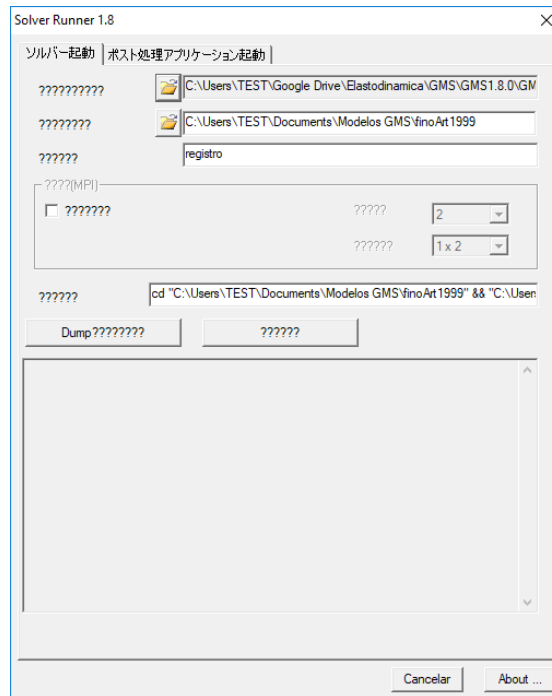 Solver Runner 1.8
ソルバー起動 ポスト処理アプリケーション起動
?????????? C:\Users\TEST\Google Drive\Elastodinamica\GMS\GMS1.8.0\GM
???????? C:\Users\TEST\Documents\Modelos GMS\finoArt1999
?????? registro
????(MPI)
??????? ????? 2
?????? 1 x 2
?????? cd "C:\Users\TEST\Documents\Modelos GMS\finoArt1999" && "C:\Users
Dump???????? ??????
Cancelar About ...